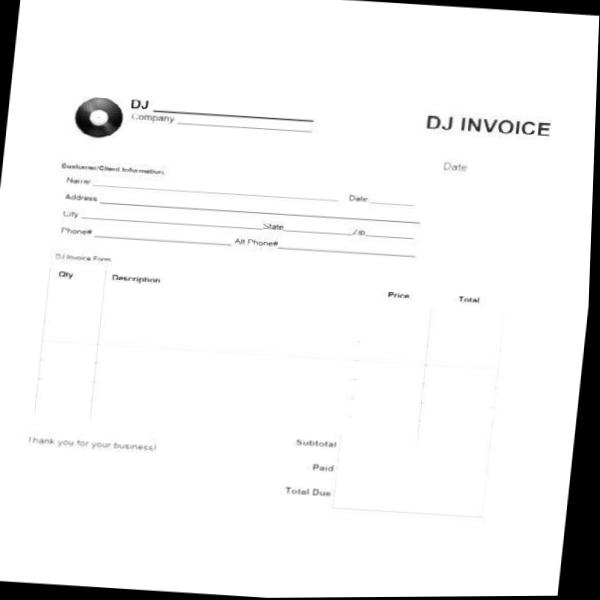 DJ
Company
DJ INVOICE
Date
Customer/Client Information:
Name Date
Address
City State Zip
Phone# Alt Phone#
DJ Invoice Form
Qty Description Price Total
Thank you for your business!
Subtotal
Paid
Total Due